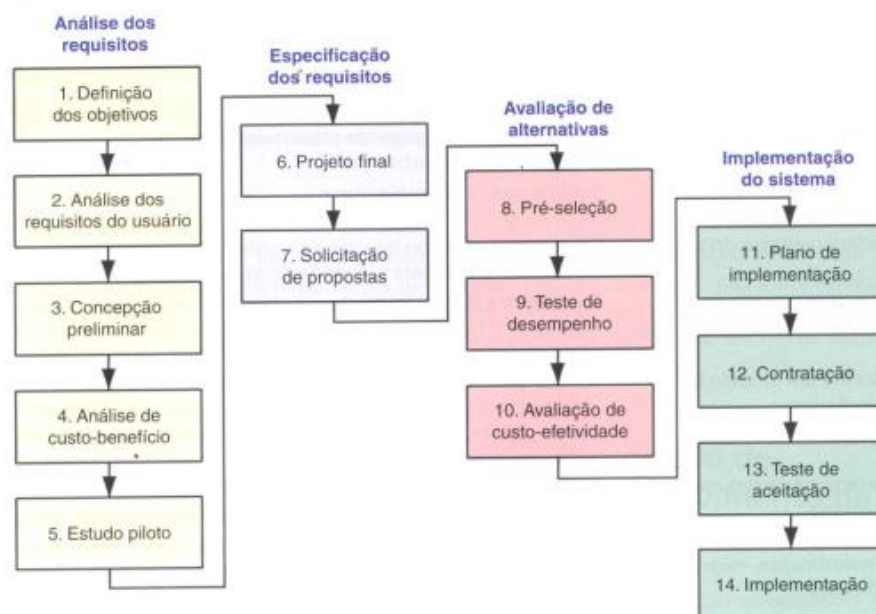 Análise dos
requisitos
1. Definição
dos objetivos
2. Análise dos
requisitos do usuário
3. Concepção
preliminar
4. Análise de
custo-benefício
5. Estudo piloto
Especificação
dos requisitos
6. Projeto final
7. Solicitação
de propostas
Avaliação de
alternativas
8. Pré-seleção
9. Teste de
desempenho
10. Avaliação de
custo-efetividade
Implementação
do sistema
11. Plano de
implementação
12. Contratação
13. Teste de
aceitação
14. Implementação